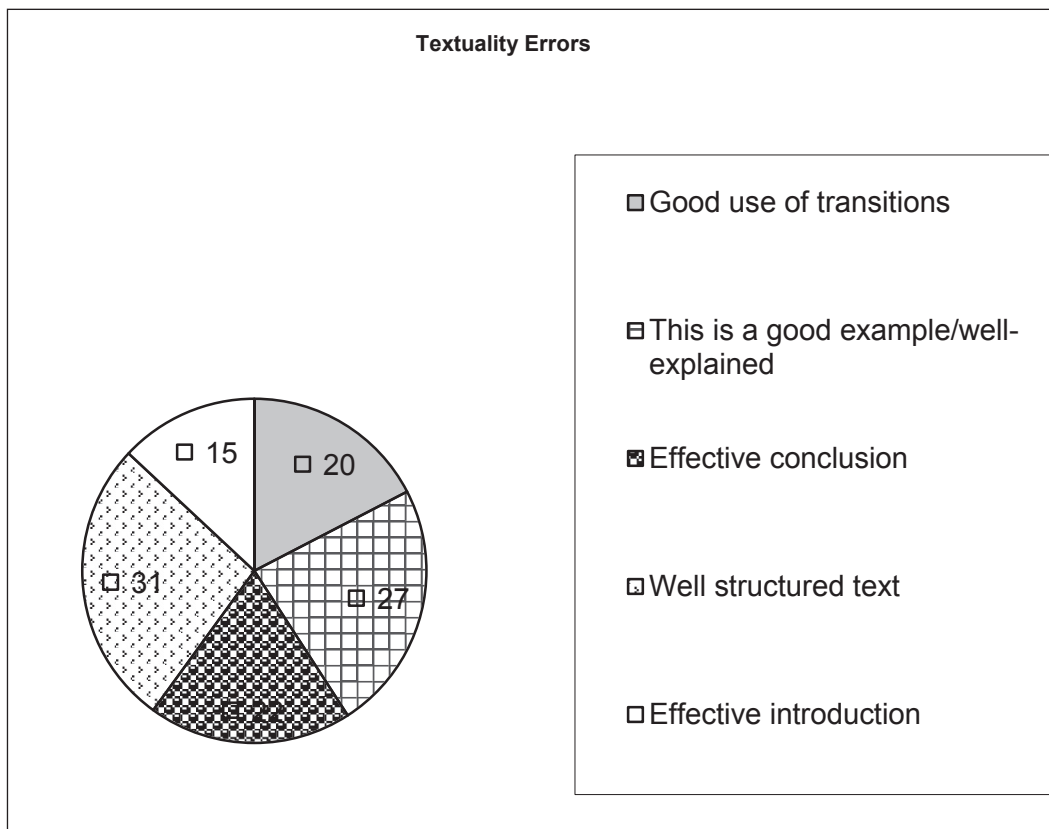 Textuality Errors
Good use of transitions
This is a good example/well-
explained
Effective conclusion
Well structured text
Effective introduction
15
20
31
27